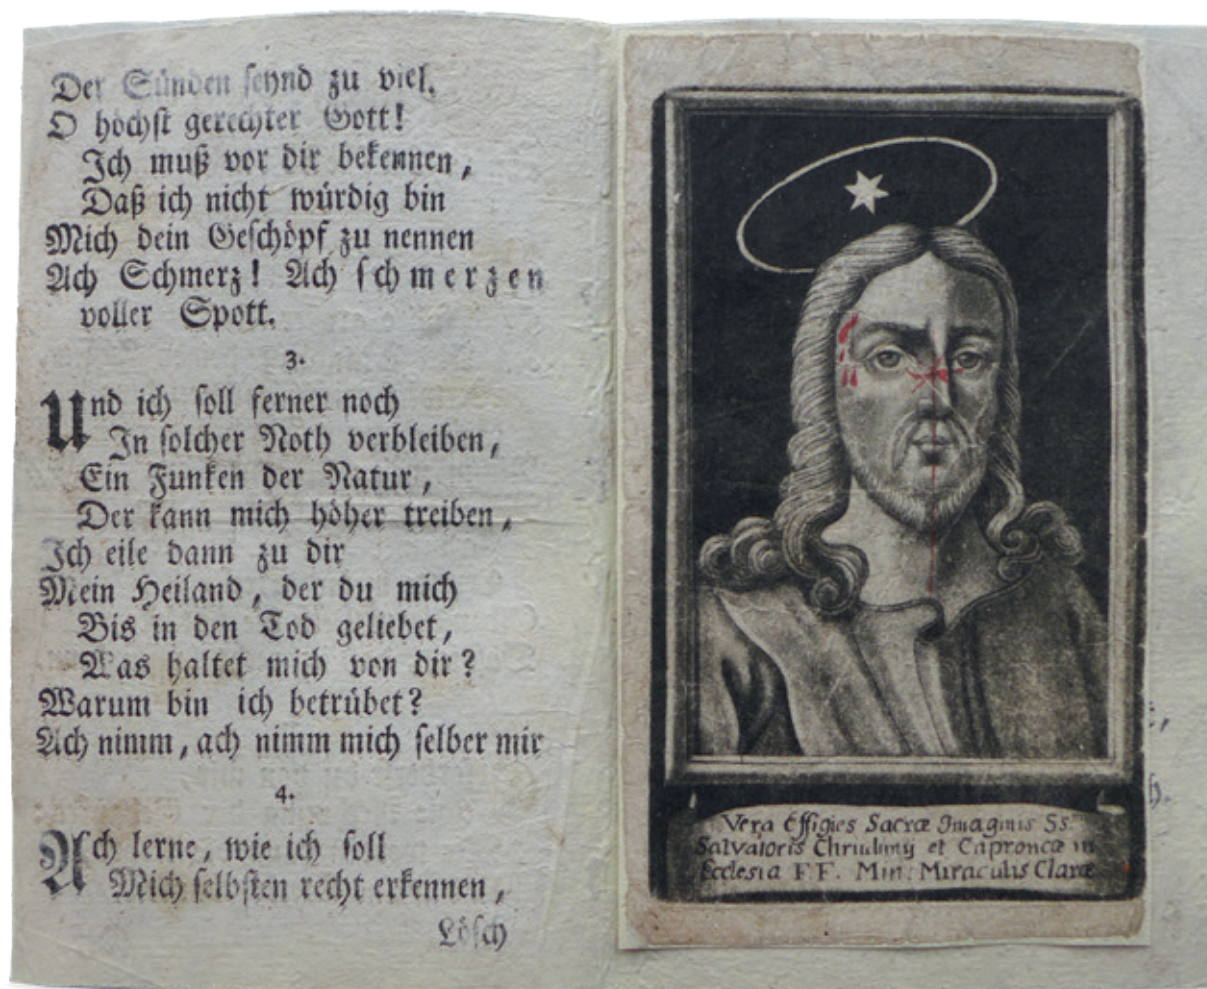 Der Sünden seynd zu viel.
O höchst gerechter Gott!
Ich muß vor dir bekennen,
Daß ich nicht würdig bin
Mich dein Geschöpf zu nennen
Ach Schmerz! Ach schmerzen
voller Spott.
3.
Und ich soll ferner noch
In solcher Noth verbleiben,
Ein Funken der Natur,
Der kann mich höher treiben,
Ich eile dann zu dir
Mein Heiland, der du mich
Bis in den Tod geliebet,
Was haltet mich von dir?
Warum bin ich betrübet?
Ach nimm, ach nimm mich selber mir
4.
Ach lerne, wie ich soll
Mich selbsten recht erkennen,
Lösch
Vera Effigies Sacræ Imaginis Ss.
Salvatoris Chrudimÿ et Caproncæ in
Ecclesia F F. Min: Miraculis Claræ